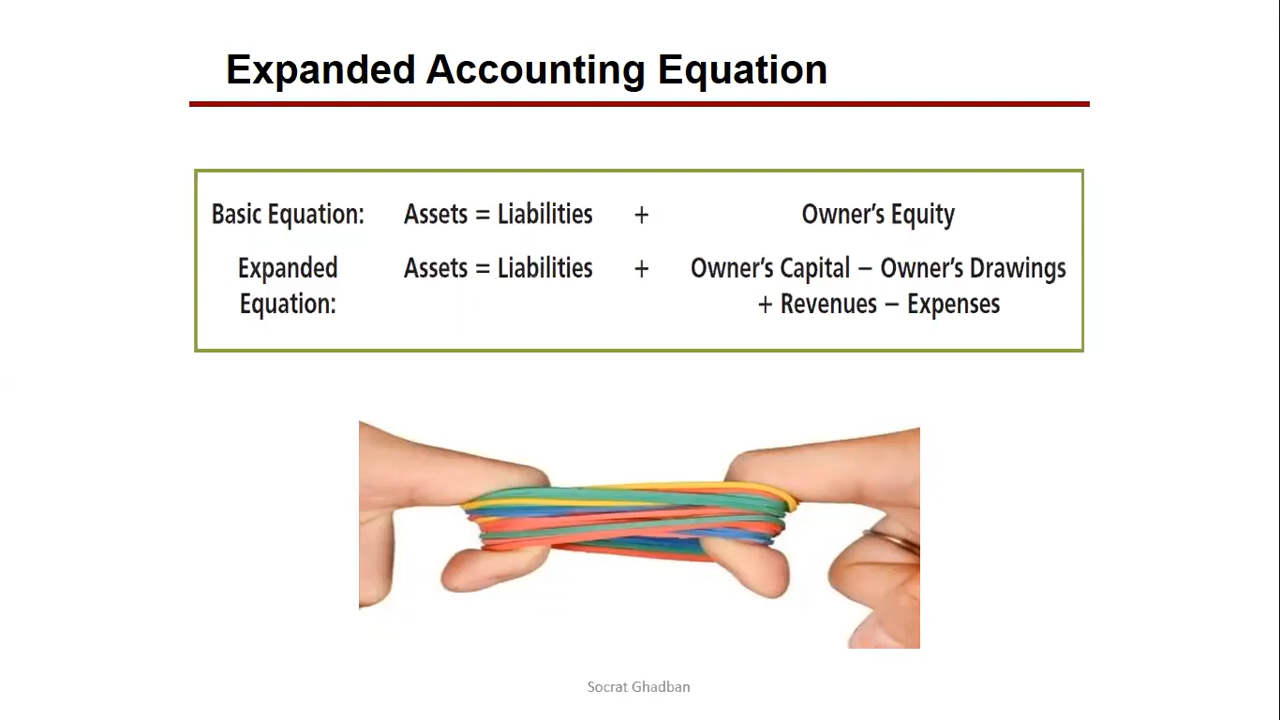 Expanded Accounting Equation
Basic Equation: Assets = Liabilities + Owner's Equity
Expanded Assets = Liabilities + Owner's Capital – Owner's Drawings
Equation: + Revenues – Expenses
Socrat Ghadban